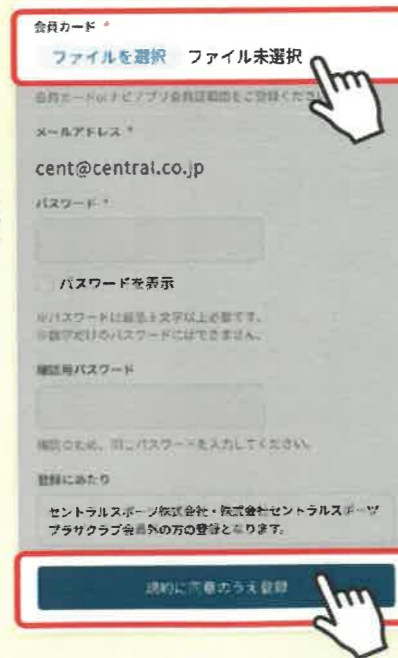 会員カード *
ファイルを選択 ファイル未選択
会員カードorナビアプリ会員証画面をご登録ください
メールアドレス *
cent@central.co.jp
パスワード *
パスワードを表示
※パスワードは最低8文字以上必要です。
※数字だけのパスワードにはできません。
確認用パスワード
確認のため、同じパスワードを入力してください。
登録にあたり
セントラルスポーツ株式会社・株式会社セントラルスポーツ
プラザクラブ会員外の方の登録となります。
規約に同意のうえ登録